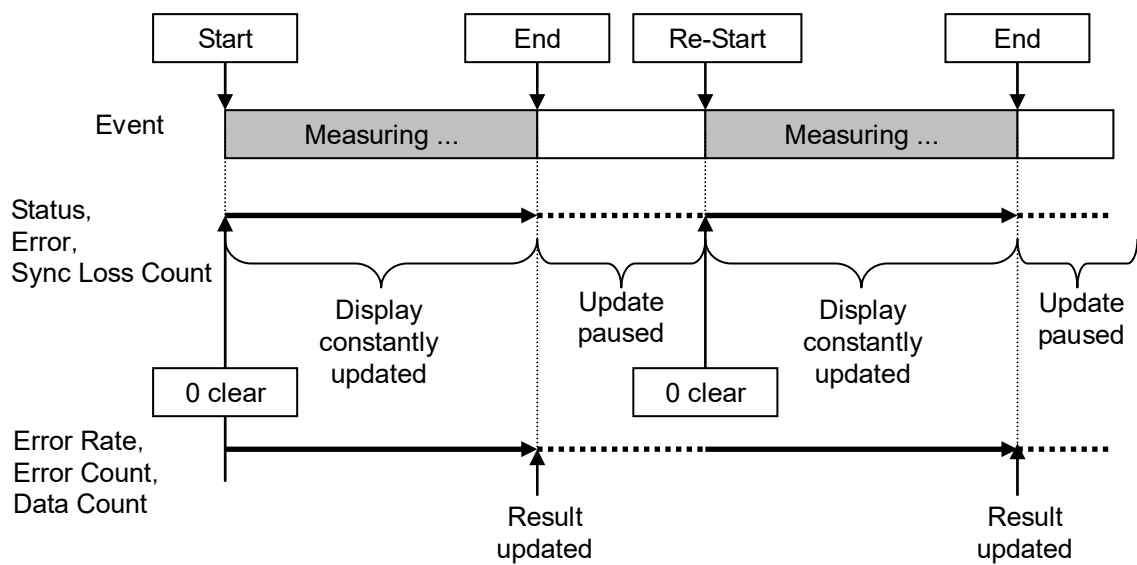 Start
End
Re-Start
End
Event
Measuring ...
Measuring ...
Status,
Error,
Sync Loss Count
Display
constantly
updated
Update
paused
Display
constantly
updated
Update
paused
0 clear
0 clear
Error Rate,
Error Count,
Data Count
Result
updated
Result
updated